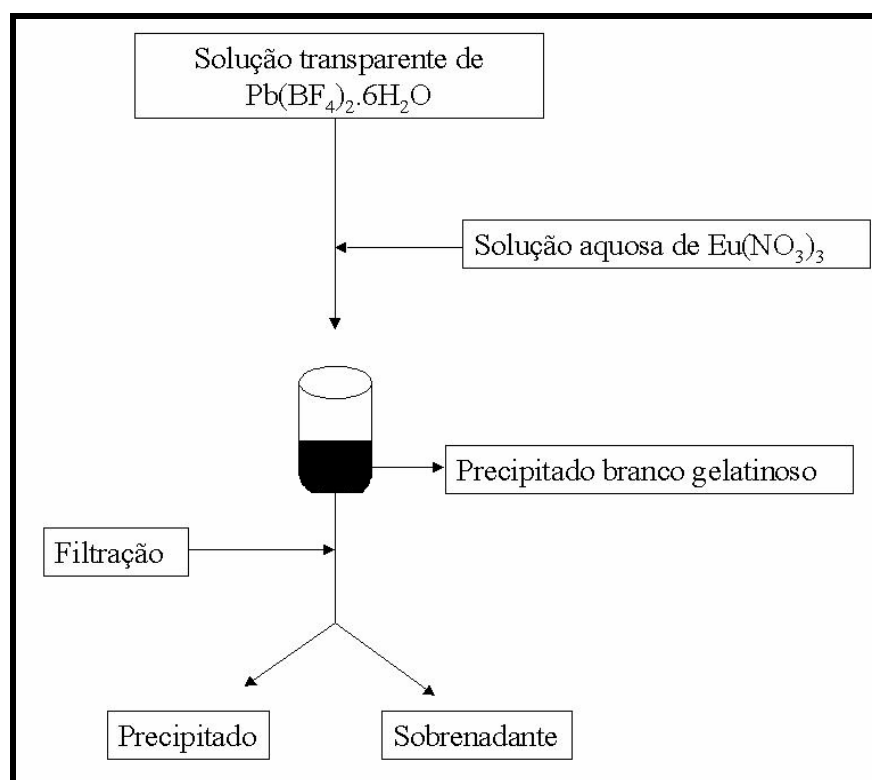 Solução transparente de
Pb(BF₄)₂.6H₂O
Solução aquosa de Eu(NO₃)₃
Precipitado branco gelatinoso
Filtração
Precipitado
Sobrenadante